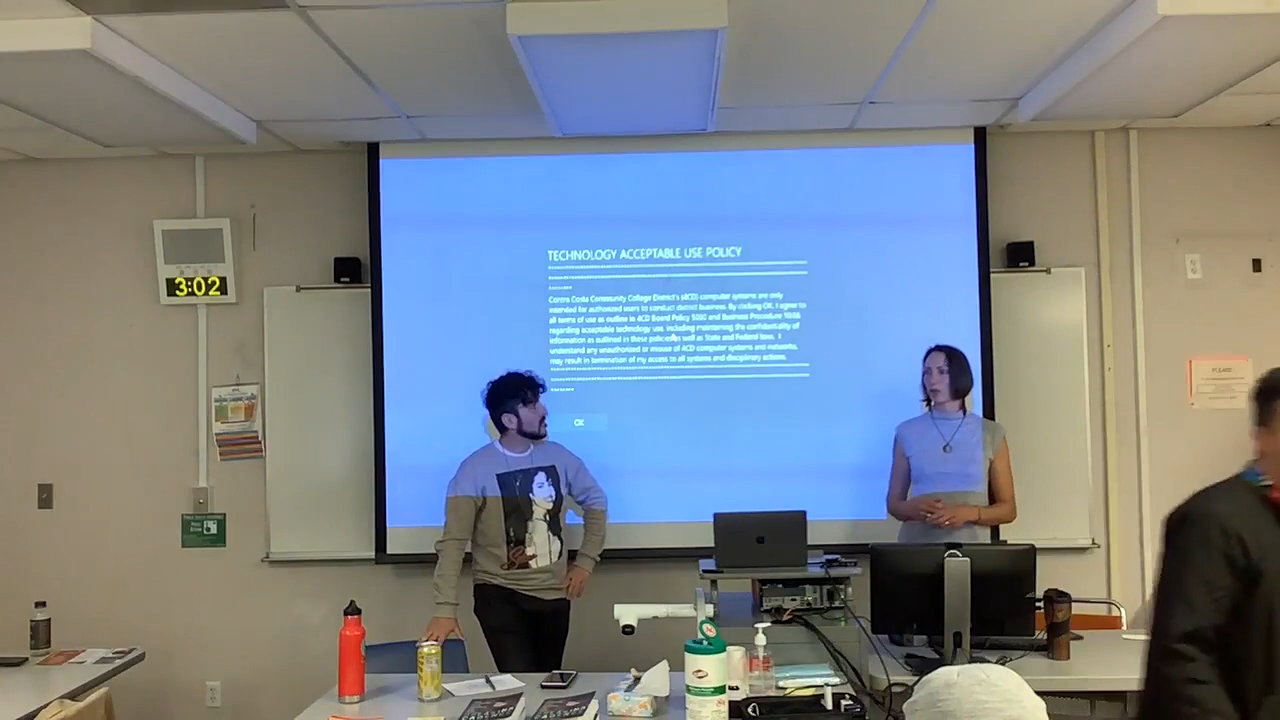 TECHNOLOGY ACCEPTABLE USE POLICY
Contra Costa Community College District's (4CD) computer systems are only
intended for authorized users to conduct district business. By clicking OK, I agree to
all terms of use as outline in 4CD Board Policy 5030 and Business Procedure 10.06
regarding acceptable technology use, including maintaining the confidentiality of
information as outlined in these policies as well as State and Federal laws. I
understand any unauthorized or misuse of 4CD computer systems and networks,
may result in termination of my access to all systems and disciplinary actions.
OK
3:02
PLEASE